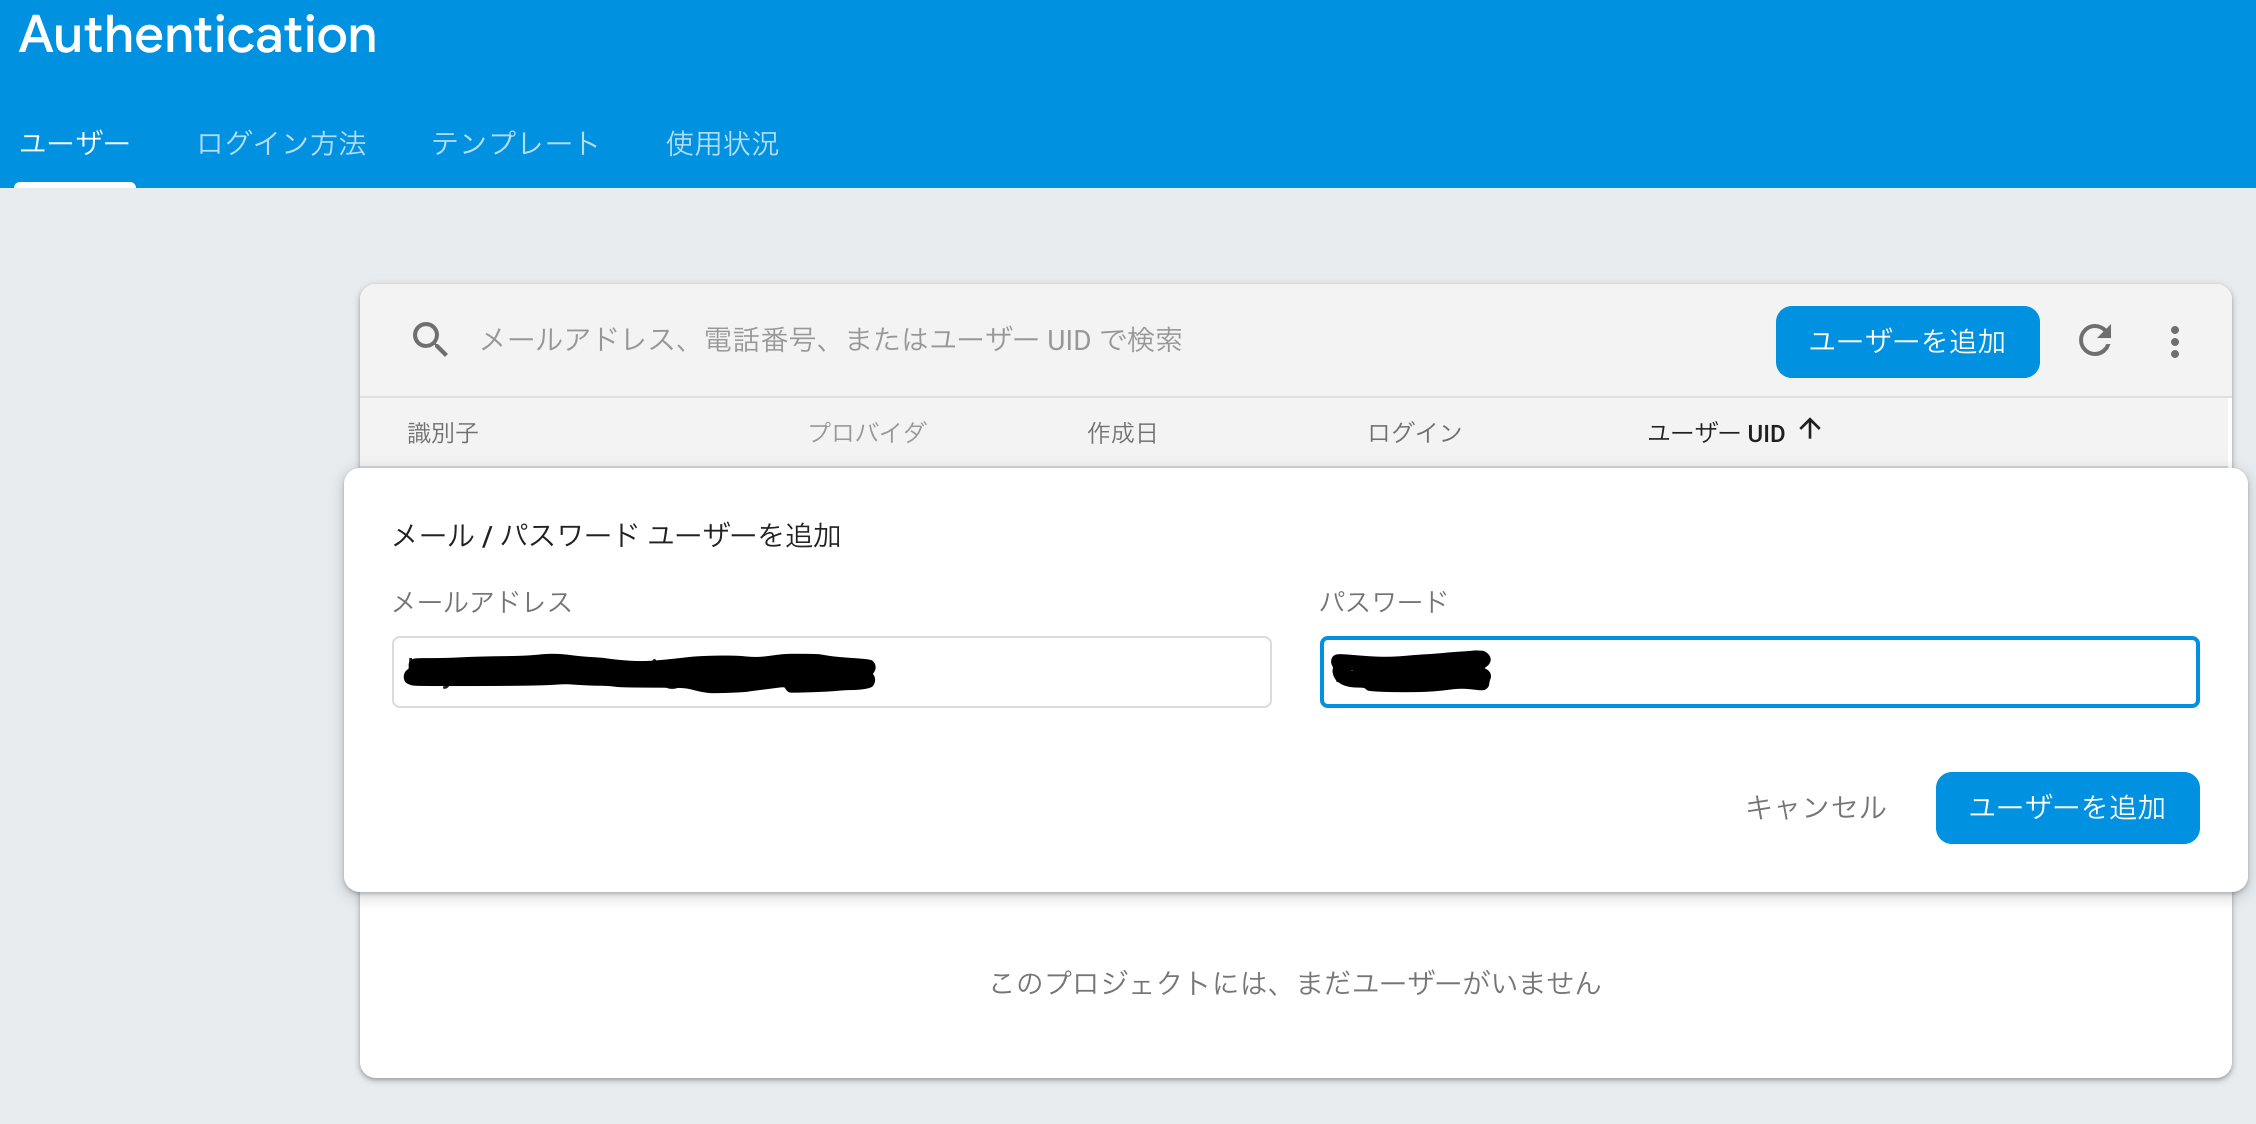 Authentication
ユーザー ログイン方法 テンプレート 使用状況
メールアドレス、電話番号、またはユーザー UID で検索 ユーザーを追加
識別子 プロバイダ 作成日 ログイン ユーザー UID ↑
メール / パスワード ユーザーを追加
メールアドレス パスワード
キャンセル ユーザーを追加
このプロジェクトには、まだユーザーがいません